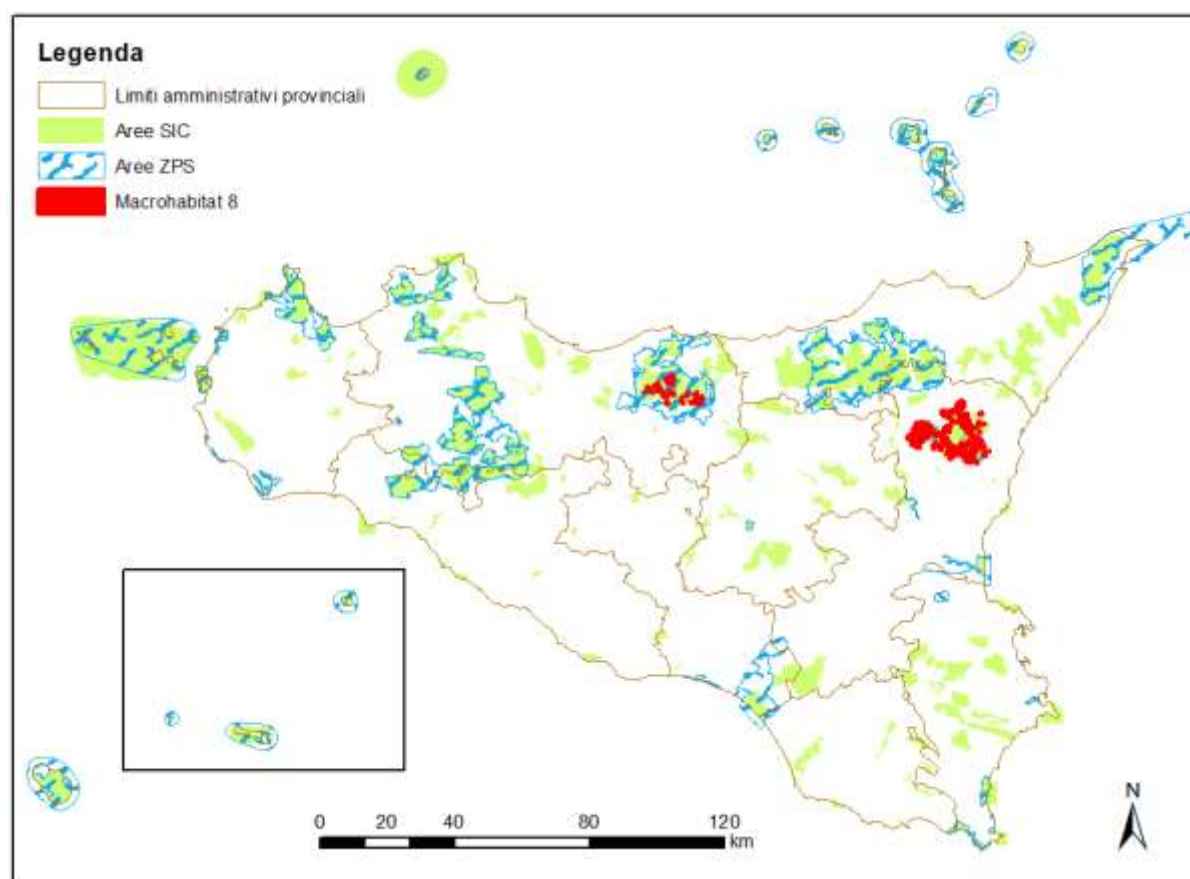 Legenda
Limiti amministrativi provinciali
Aree SIC
Aree ZPS
Macrohabitat 8
N
0 20 40 80 120
km